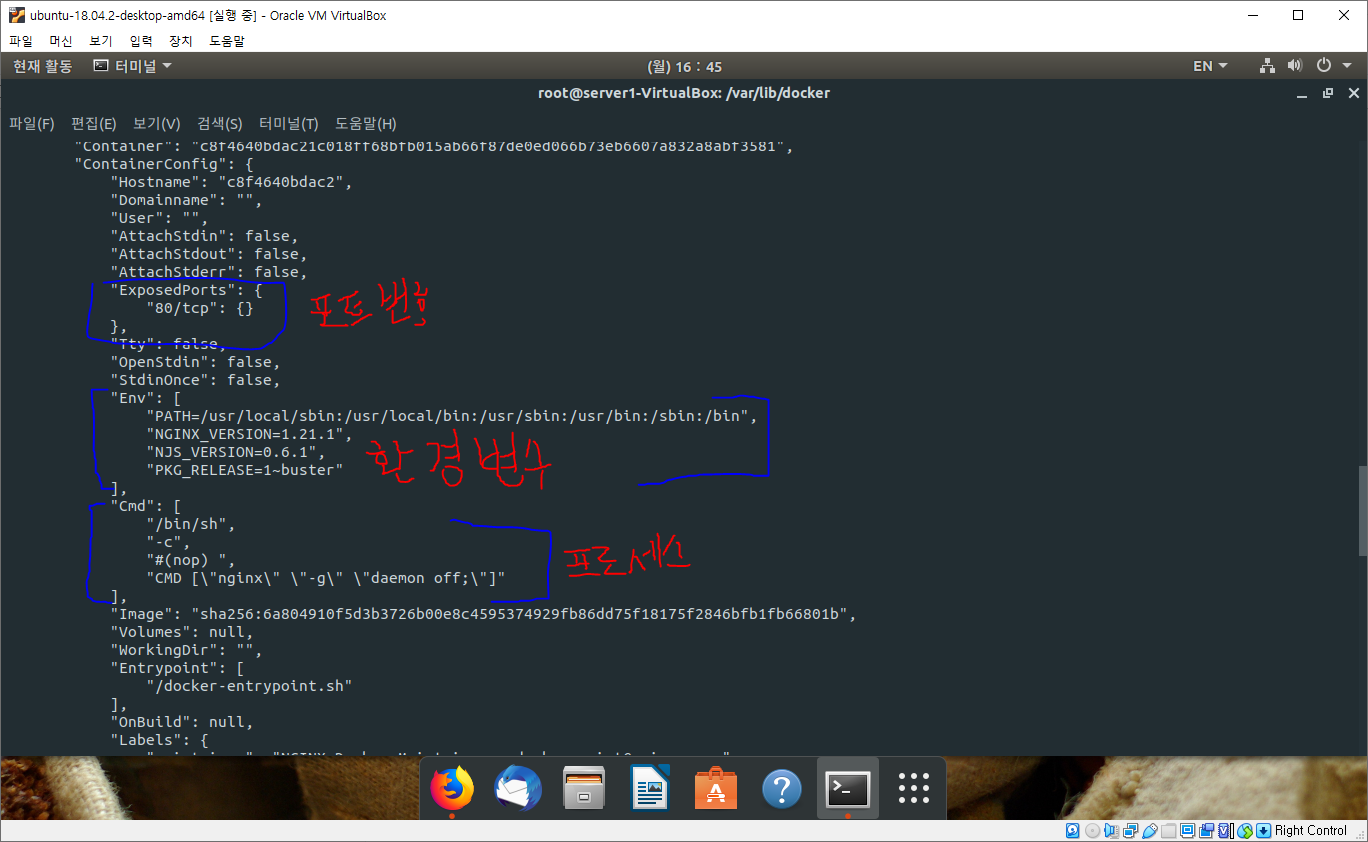 ubuntu-18.04.2-desktop-amd64 [실행 중] - Oracle VM VirtualBox
파일 머신 보기 입력 장치 도움말
현재 활동 터미널 (월) 16 : 45 EN
root@server1-VirtualBox: /var/lib/docker
파일(F) 편집(E) 보기(V) 검색(S) 터미널(T) 도움말(H)
"Container": "c8f4640bdac21c018ff68bfb015ab66f87de0ed066b73eb6607a832a8abf3581",
"ContainerConfig": {
"Hostname": "c8f4640bdac2",
"Domainname": "",
"User": "",
"AttachStdin": false,
"AttachStdout": false,
"AttachStderr": false,
"ExposedPorts": {
"80/tcp": {}
포트번호
},
"Tty": false,
"OpenStdin": false,
"StdinOnce": false,
"Env": [
"PATH=/usr/local/sbin:/usr/local/bin:/usr/sbin:/usr/bin:/sbin:/bin",
"NGINX_VERSION=1.21.1",
"NJS_VERSION=0.6.1",
환경변수
"PKG_RELEASE=1~buster"
],
"Cmd": [
"/bin/sh",
"-c",
"#(nop) ",
프로세스
"CMD [\"nginx\" \"-g\" \"daemon off;\"]"
],
"Image": "sha256:6a804910f5d3b3726b00e8c4595374929fb86dd75f18175f2846bfb1fb66801b",
"Volumes": null,
"WorkingDir": "",
"Entrypoint": [
"/docker-entrypoint.sh"
],
"OnBuild": null,
"Labels": {
Right Control